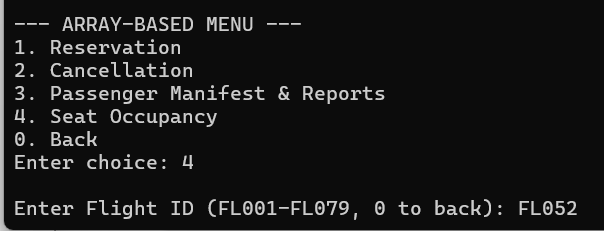 --- ARRAY-BASED MENU ---
1. Reservation
2. Cancellation
3. Passenger Manifest & Reports
4. Seat Occupancy
0. Back
Enter choice: 4
Enter Flight ID (FL001-FL079, 0 to back): FL052